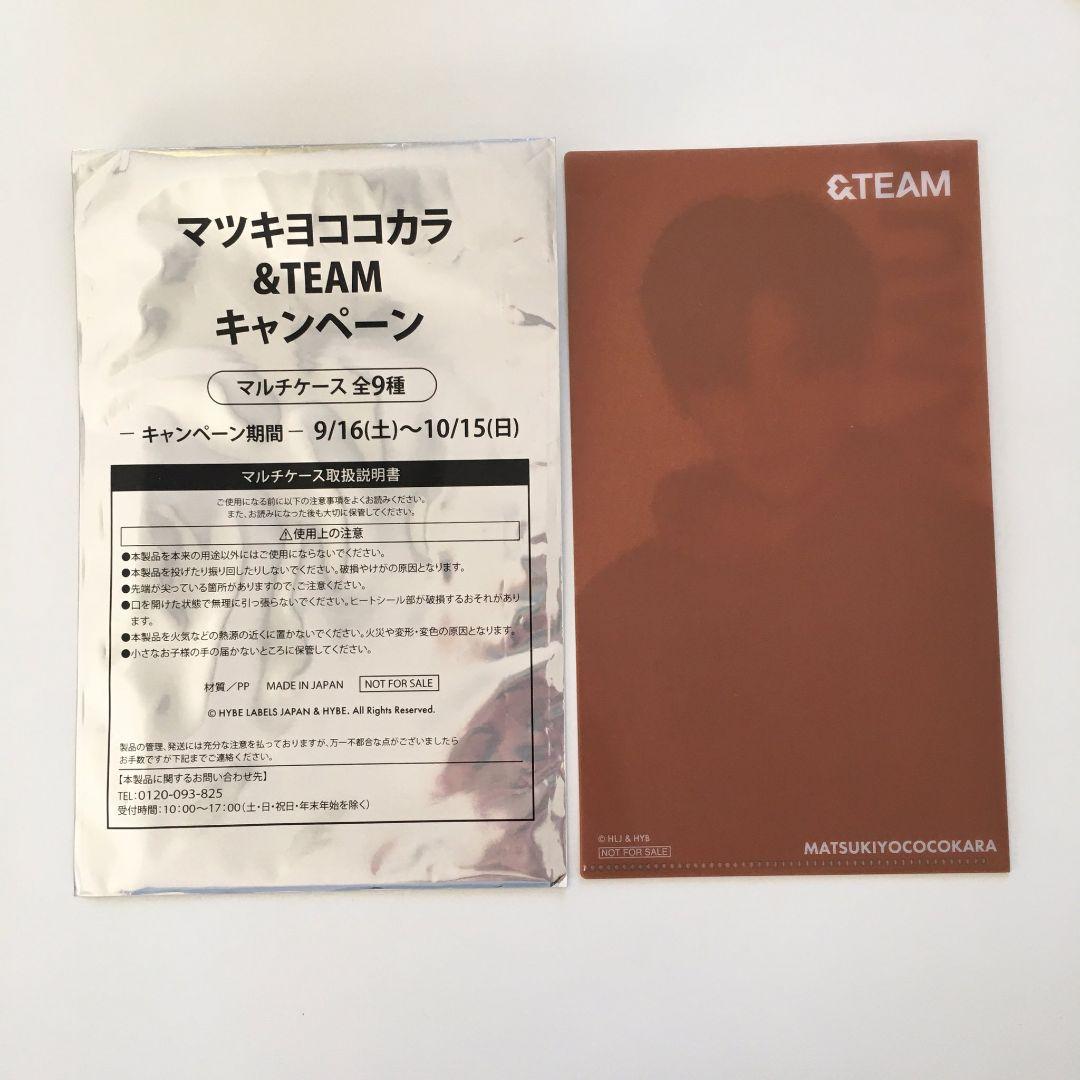 マツキヨココカラ
&TEAM
キャンペーン
マルチケース 全9種
− キャンペーン期間 − 9/16(土)～10/15(日)
マルチケース取扱説明書
ご使用になる前に以下の注意事項をよくお読みください。
また、お読みになった後も大切に保管してください。
⚠使用上の注意
●本製品を本来の用途以外にはご使用にならないでください。
●本製品を投げたり振り回したりしないでください。破損やけがの原因となります。
●先端が尖っている箇所がありますので、ご注意ください。
●口を開けた状態で無理に引っ張らないでください。ヒートシール部が破損するおそれがあり
ます。
●本製品を火気などの熱源の近くに置かないでください。火災や変形・変色の原因となります。
●小さなお子様の手の届かないところに保管してください。
材質／PP MADE IN JAPAN NOT FOR SALE
© HYBE LABELS JAPAN & HYBE. All Rights Reserved.
製品の管理、発送には充分な注意を払っておりますが、万一不都合な点がございましたら
お手数ですが下記までご連絡ください。
【本製品に関するお問い合わせ先】
TEL:0120-093-825
受付時間:10:00～17:00(土・日・祝日・年末年始を除く)
&TEAM
© HLJ & HYB
NOT FOR SALE
MATSUKIYOCOCOKARA